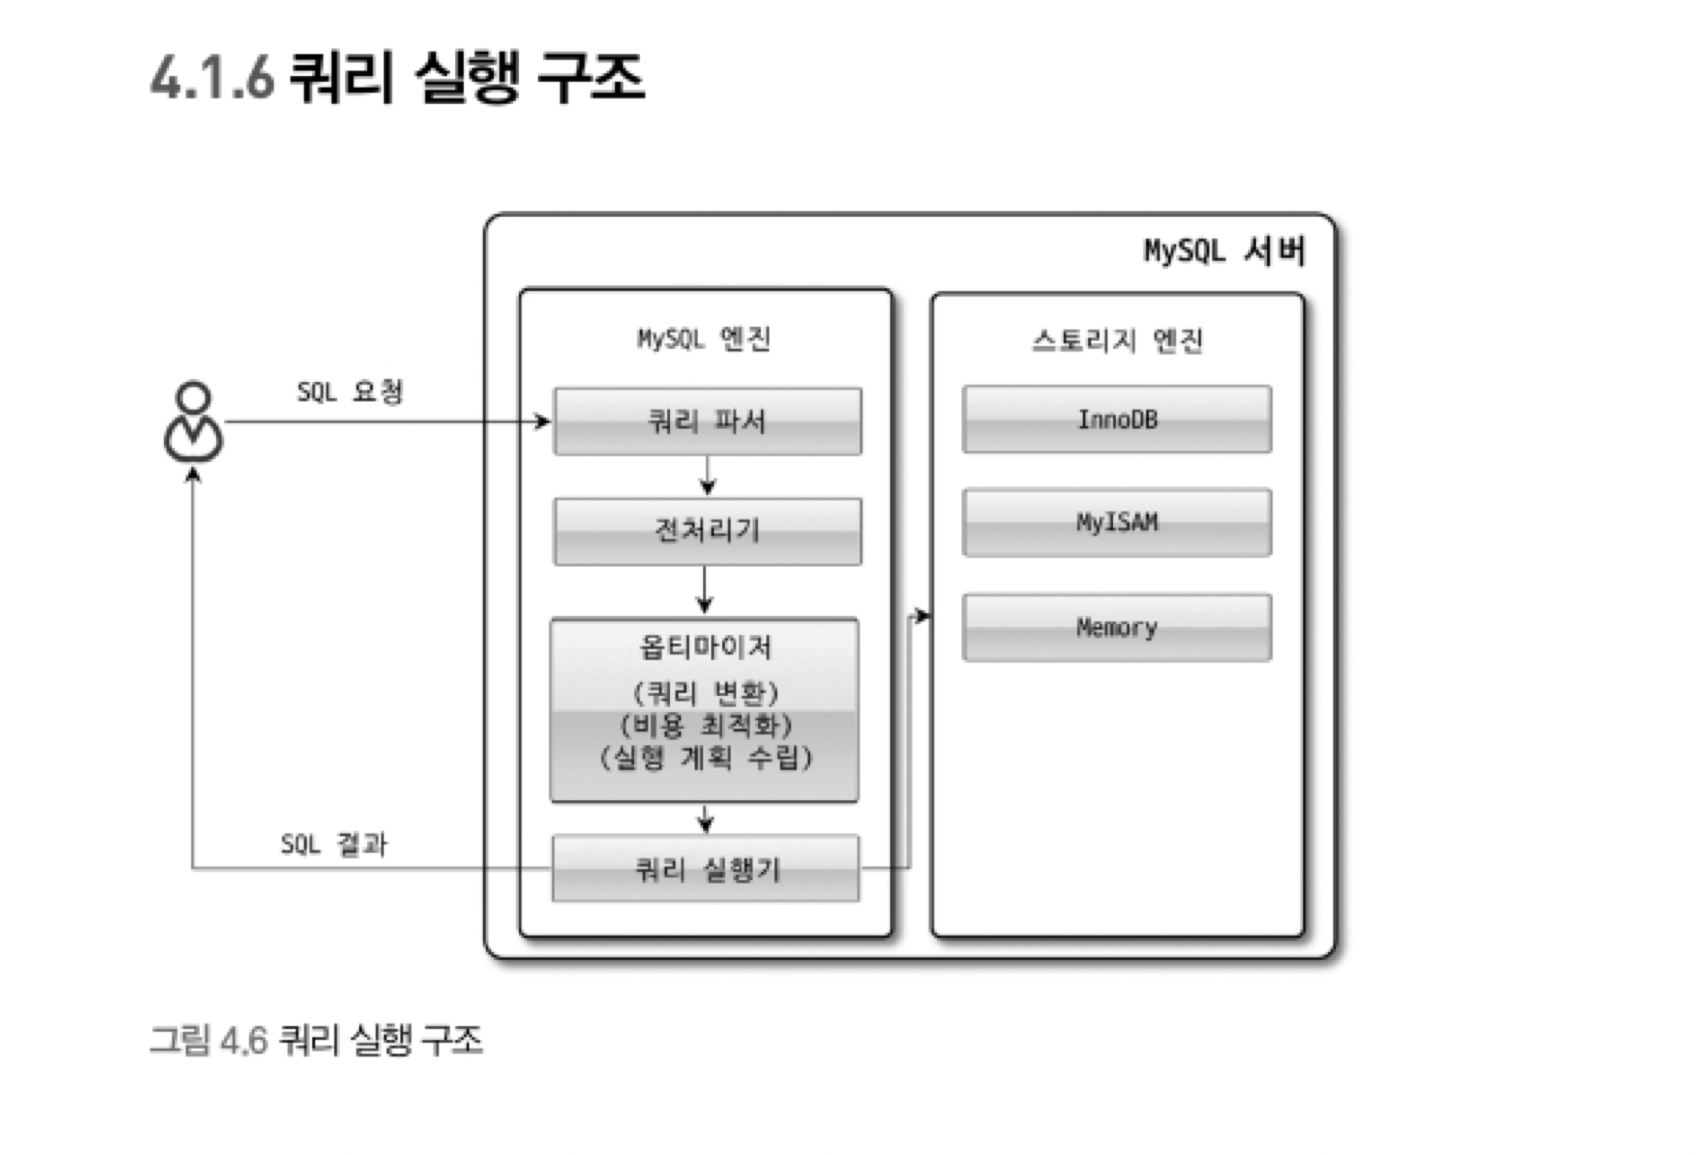 4.1.6 쿼리 실행 구조
MySQL 서버
MySQL 엔진
스토리지 엔진
SQL 요청
쿼리 파서
전처리기
옵티마이저
(쿼리 변환)
(비용 최적화)
(실행 계획 수립)
쿼리 실행기
SQL 결과
InnoDB
MyISAM
Memory
그림 4.6 쿼리 실행 구조